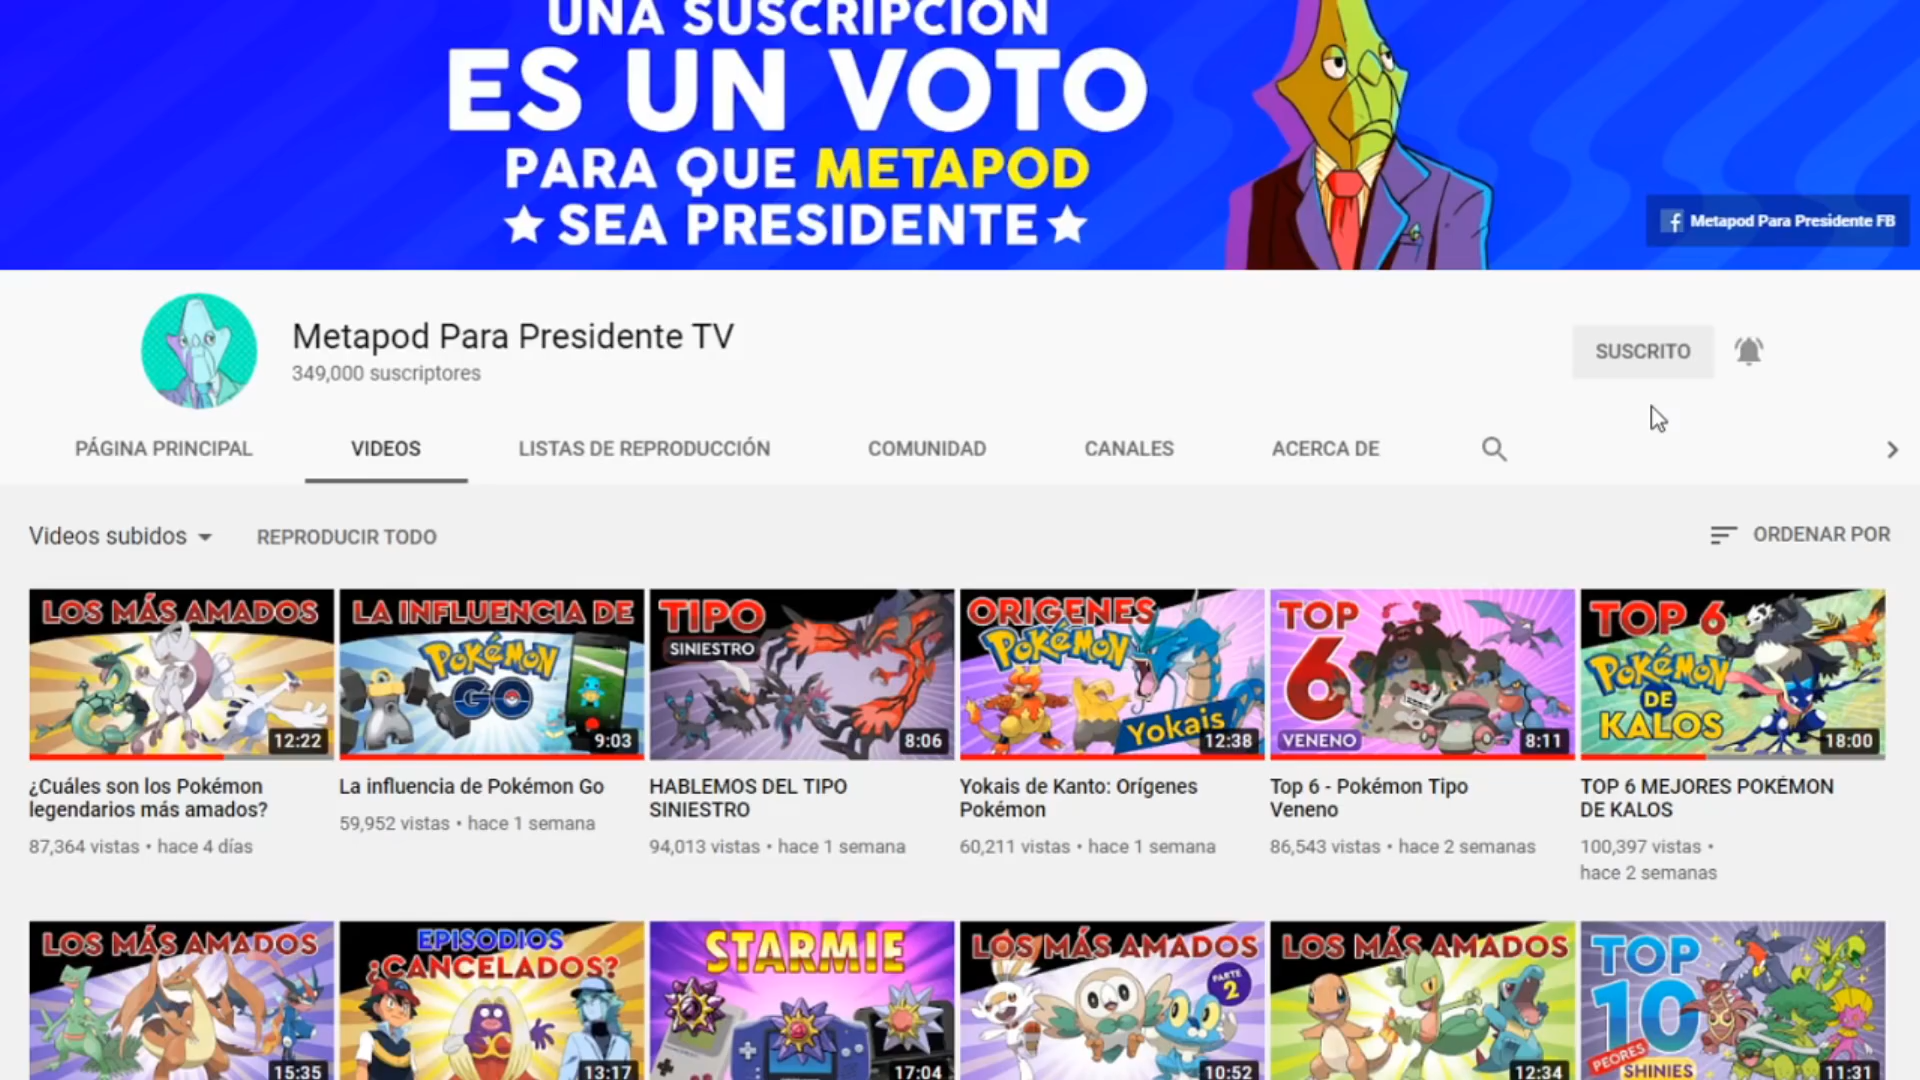 UNA SUSCRIPCIÓN
ES UN VOTO
PARA QUE METAPOD
SEA PRESIDENTE
Metapod Para Presidente FB
Metapod Para Presidente TV
349,000 suscriptores
SUSCRITO
PÁGINA PRINCIPAL
VIDEOS
LISTAS DE REPRODUCCIÓN
COMUNIDAD
CANALES
ACERCA DE
Videos subidos
REPRODUCIR TODO
ORDENAR POR
LOS MÁS AMADOS
12:22
¿Cuáles son los Pokémon
legendarios más amados?
87,364 vistas • hace 4 días
LA INFLUENCIA DE
POKÉMON
GO
9:03
La influencia de Pokémon Go
59,952 vistas • hace 1 semana
TIPO
SINIESTRO
8:06
HABLEMOS DEL TIPO
SINIESTRO
94,013 vistas • hace 1 semana
ORIGENES
POKÉMON
Yokais
12:38
Yokais de Kanto: Orígenes
Pokémon
60,211 vistas • hace 1 semana
TOP
6
VENENO
8:11
Top 6 - Pokémon Tipo
Veneno
86,543 vistas • hace 2 semanas
TOP 6
POKÉMON
DE
KALOS
18:00
TOP 6 MEJORES POKÉMON
DE KALOS
100,397 vistas •
hace 2 semanas
LOS MÁS AMADOS
15:35
EPISODIOS
¿CANCELADOS?
13:17
STARMIE
17:04
LOS MÁS AMADOS
PARTE
2
10:52
LOS MÁS AMADOS
12:34
TOP
10
PEORES
SHINIES
11:31